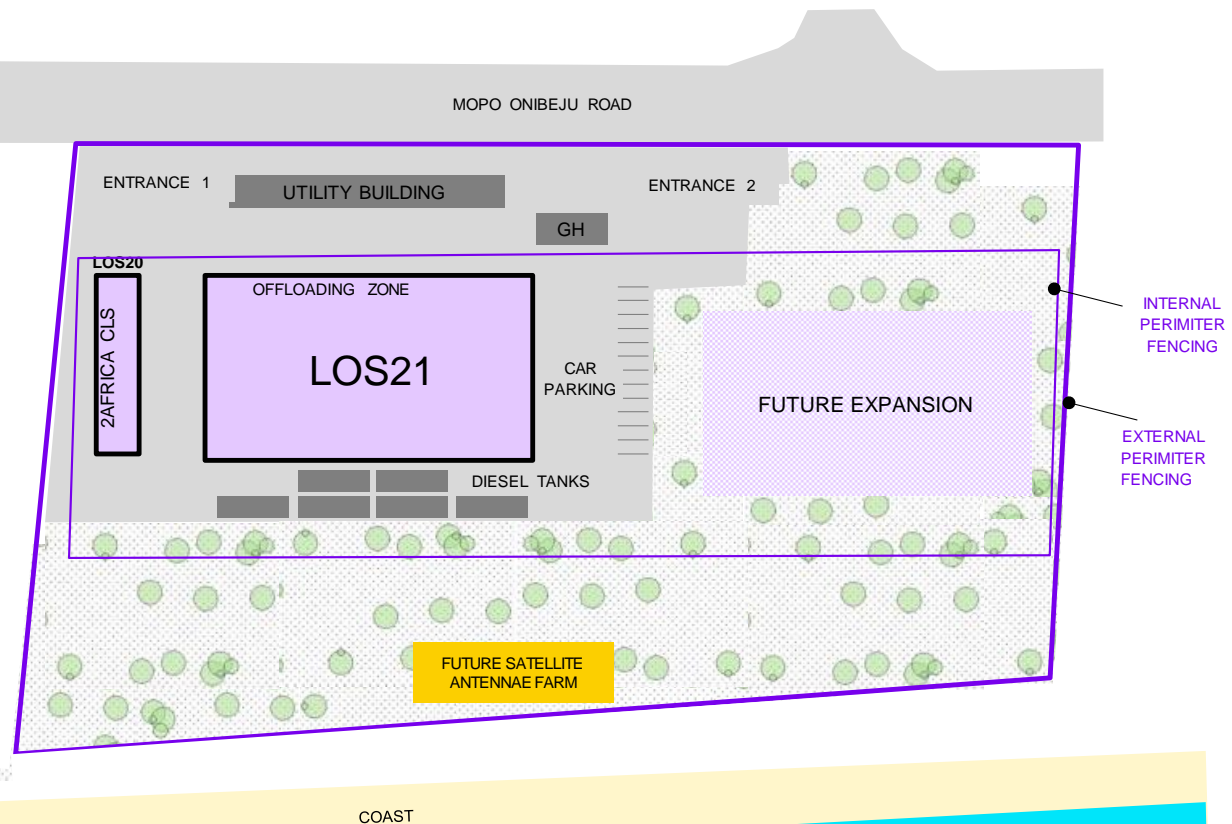 MOPO ONIBEJU ROAD
ENTRANCE 1
UTILITY BUILDING
ENTRANCE 2
GH
LOS20
OFFLOADING ZONE
2AFRICA CLS
LOS21
CAR
PARKING
FUTURE EXPANSION
INTERNAL
PERIMITER
FENCING
EXTERNAL
PERIMITER
FENCING
DIESEL TANKS
FUTURE SATELLITE
ANTENNAE FARM
COAST